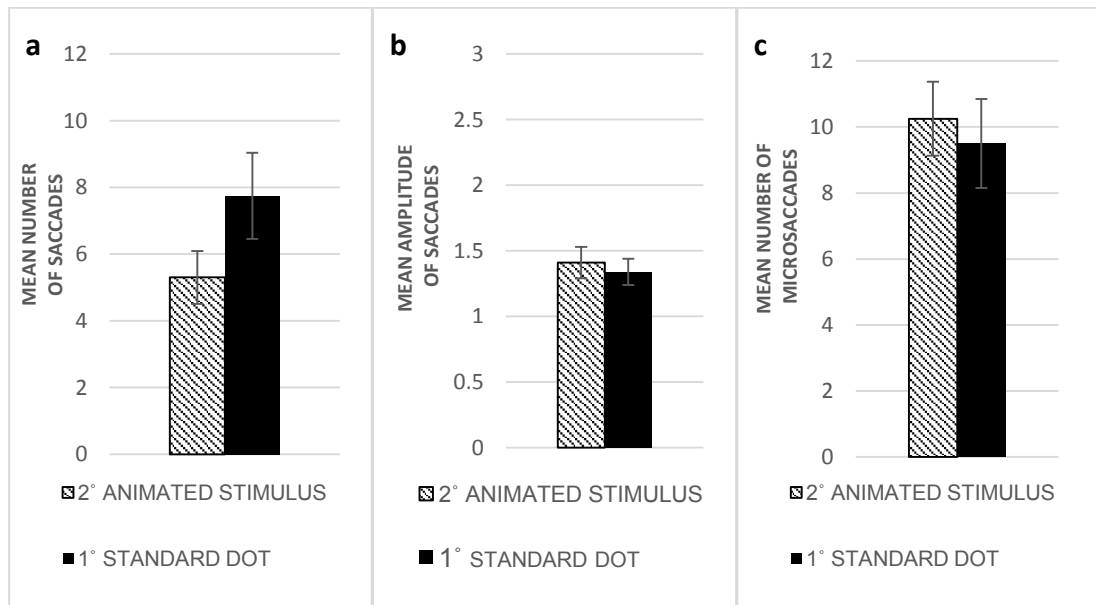 a
12
10
8
6
4
2
0
MEAN NUMBER
OF SACCADES
2° ANIMATED STIMULUS
1° STANDARD DOT
b
3
2.5
2
1.5
1
0.5
0
MEAN AMPLITUDE
OF SACCADES
2° ANIMATED STIMULUS
1° STANDARD DOT
c
12
10
8
6
4
2
0
MEAN NUMBER OF
MICROSACCADES
2° ANIMATED STIMULUS
1° STANDARD DOT